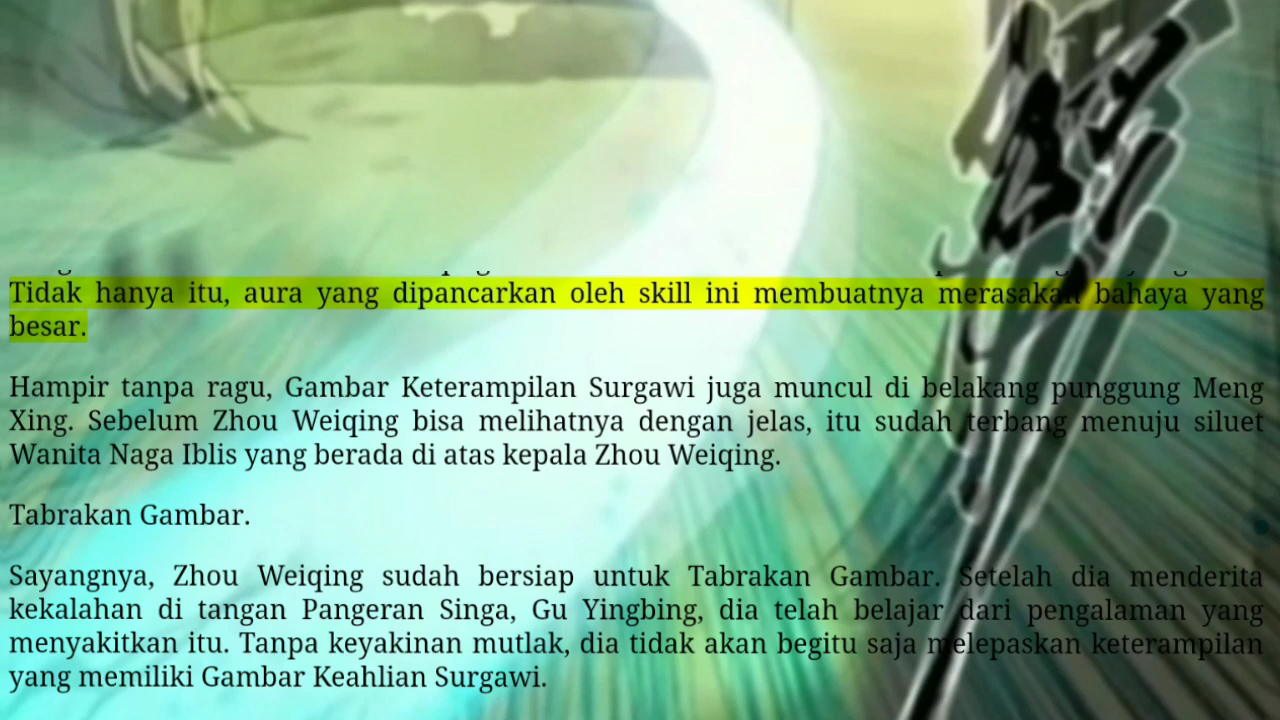 Tidak hanya itu, aura yang dipancarkan oleh skill ini membuatnya merasakan bahaya yang
besar.
Hampir tanpa ragu, Gambar Keterampilan Surgawi juga muncul di belakang punggung Meng
Xing. Sebelum Zhou Weiqing bisa melihatnya dengan jelas, itu sudah terbang menuju siluet
Wanita Naga Iblis yang berada di atas kepala Zhou Weiqing.
Tabrakan Gambar.
Sayangnya, Zhou Weiqing sudah bersiap untuk Tabrakan Gambar. Setelah dia menderita
kekalahan di tangan Pangeran Singa, Gu Yingbing, dia telah belajar dari pengalaman yang
menyakitkan itu. Tanpa keyakinan mutlak, dia tidak akan begitu saja melepaskan keterampilan
yang memiliki Gambar Keahlian Surgawi.